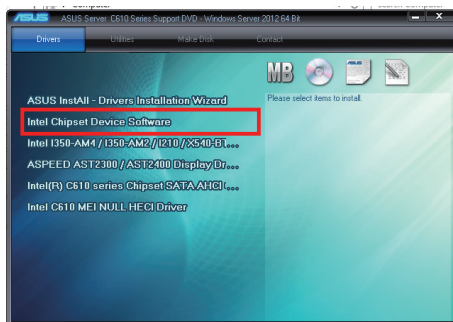 ASUS ASUS Server C610 Series Support DVD - Windows Server 2012 64 Bit
Drivers Utilities Make Disk Contact
MB
Please select items to install.
ASUS InstAll - Drivers Installation Wizard
Intel Chipset Device Software
Intel I350-AM4 / I350-AM2 / I210 / X540-BT...
ASPEED AST2300 / AST2400 Display Dr...
Intel(R) C610 series Chipset SATA AHCI (...
Intel C610 MEI NULL HECI Driver